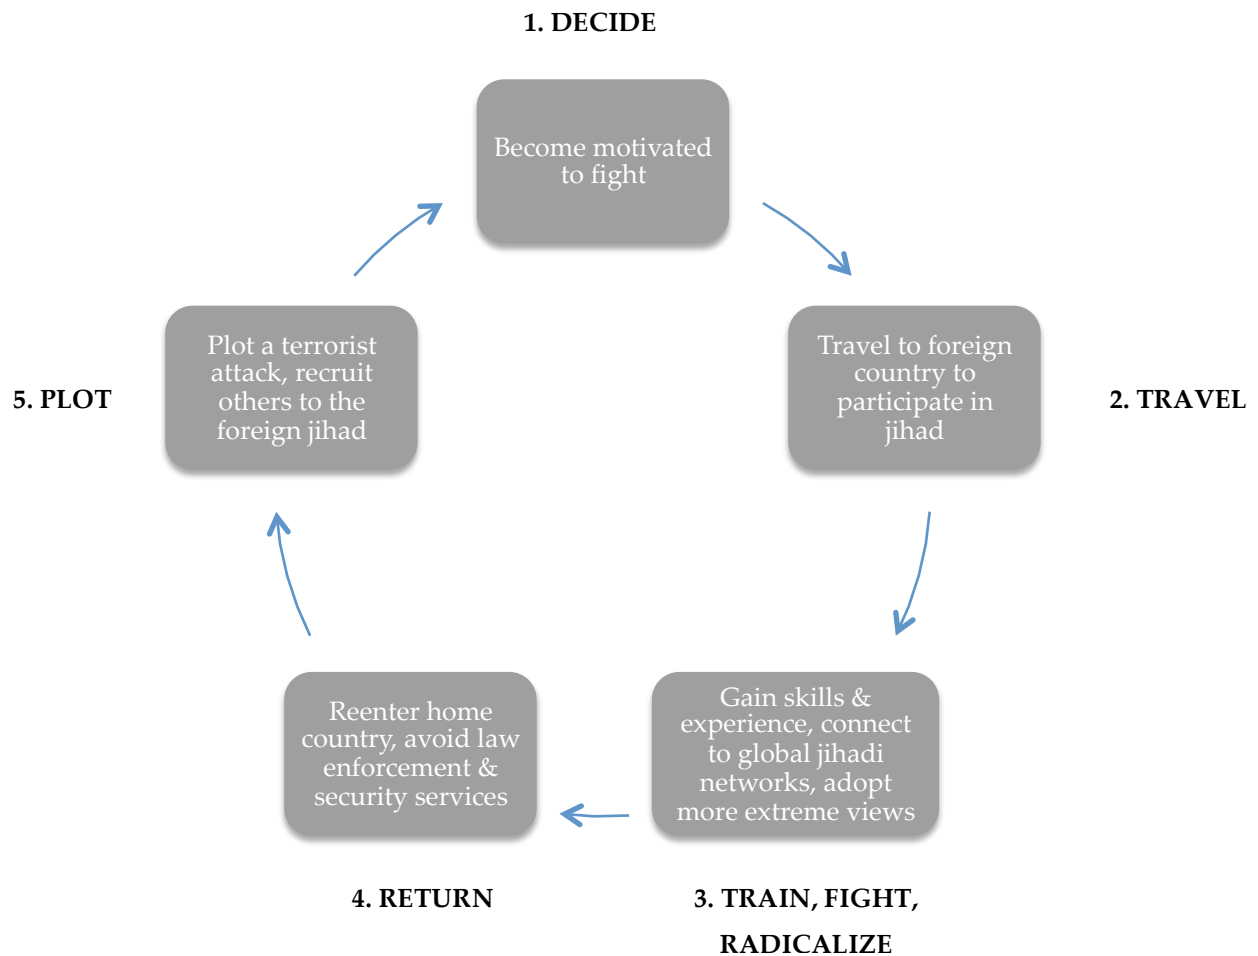 1. DECIDE
Become motivated
to fight
Travel to foreign
country to
participate in
jihad
2. TRAVEL
Gain skills &
experience, connect
to global jihadi
networks, adopt
more extreme views
3. TRAIN, FIGHT,
RADICALIZE
Reenter home
country, avoid law
enforcement &
security services
4. RETURN
Plot a terrorist
attack, recruit
others to the
foreign jihad
5. PLOT